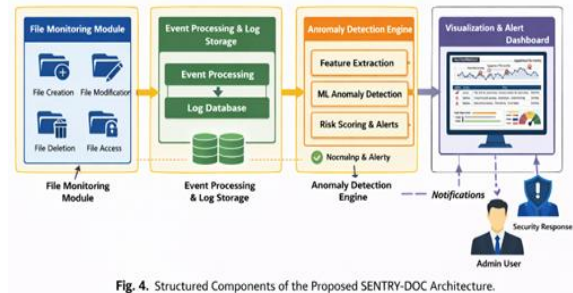 File Monitoring Module
File Creation
File Modification
File Deletion
File Access
Event Processing & Log
Storage
Event Processing
Log Database
Anomaly Detection Engine
Feature Extraction
ML Anomaly Detection
Risk Scoring & Alerts
Visualization & Alert
Dashboard
File Monitoring
Module
Event Processing
& Log Storage
Anomaly Detection
Engine
Notifications
Admin User
Security Response
Fig. 4. Structured Components of the Proposed SENTRY-DOC Architecture.